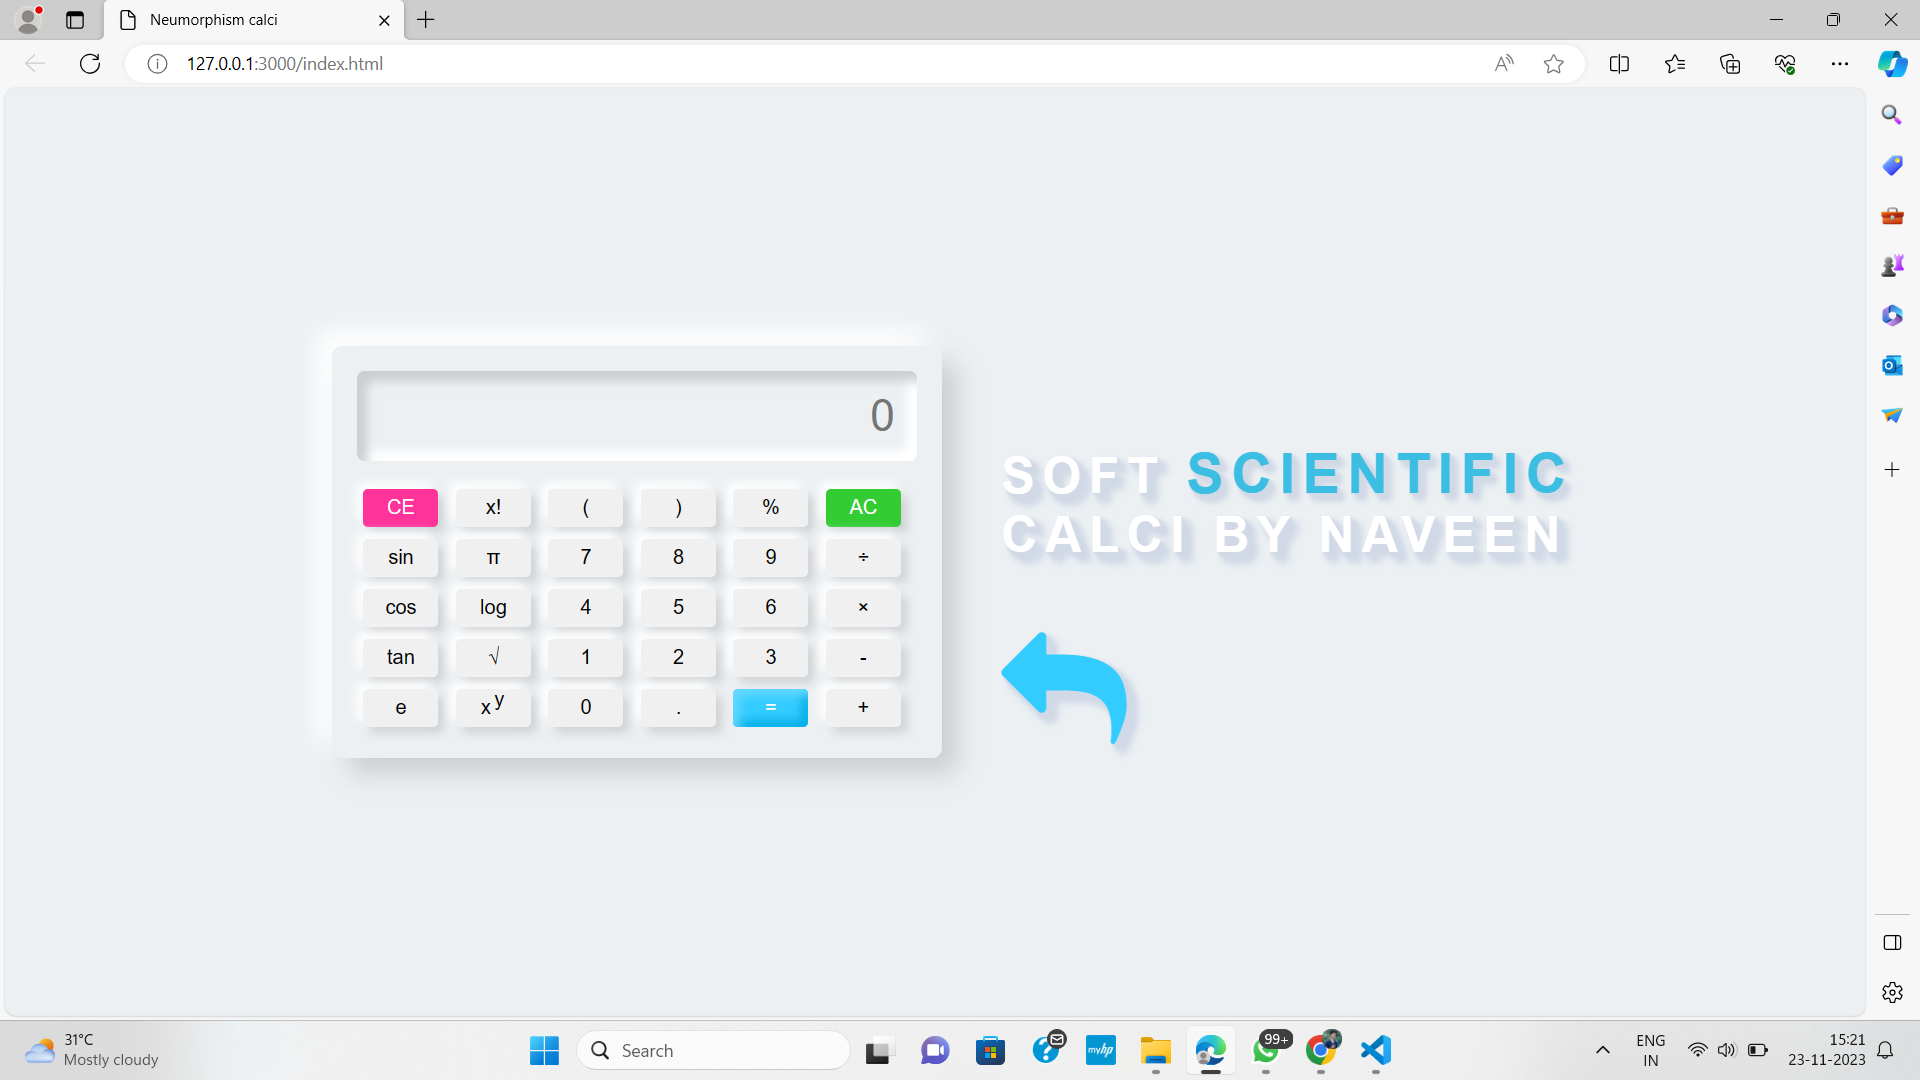 Neumorphism calci
127.0.0.1:3000/index.html
0
SOFT SCIENTIFIC
CALCI BY NAVEEN
CE x! ( ) % AC
sin π 7 8 9 ÷
cos log 4 5 6 ×
tan √ 1 2 3 -
e x y 0 . = +
31°C
Mostly cloudy
Search
myhp
99+
ENG
IN
15:21
23-11-2023